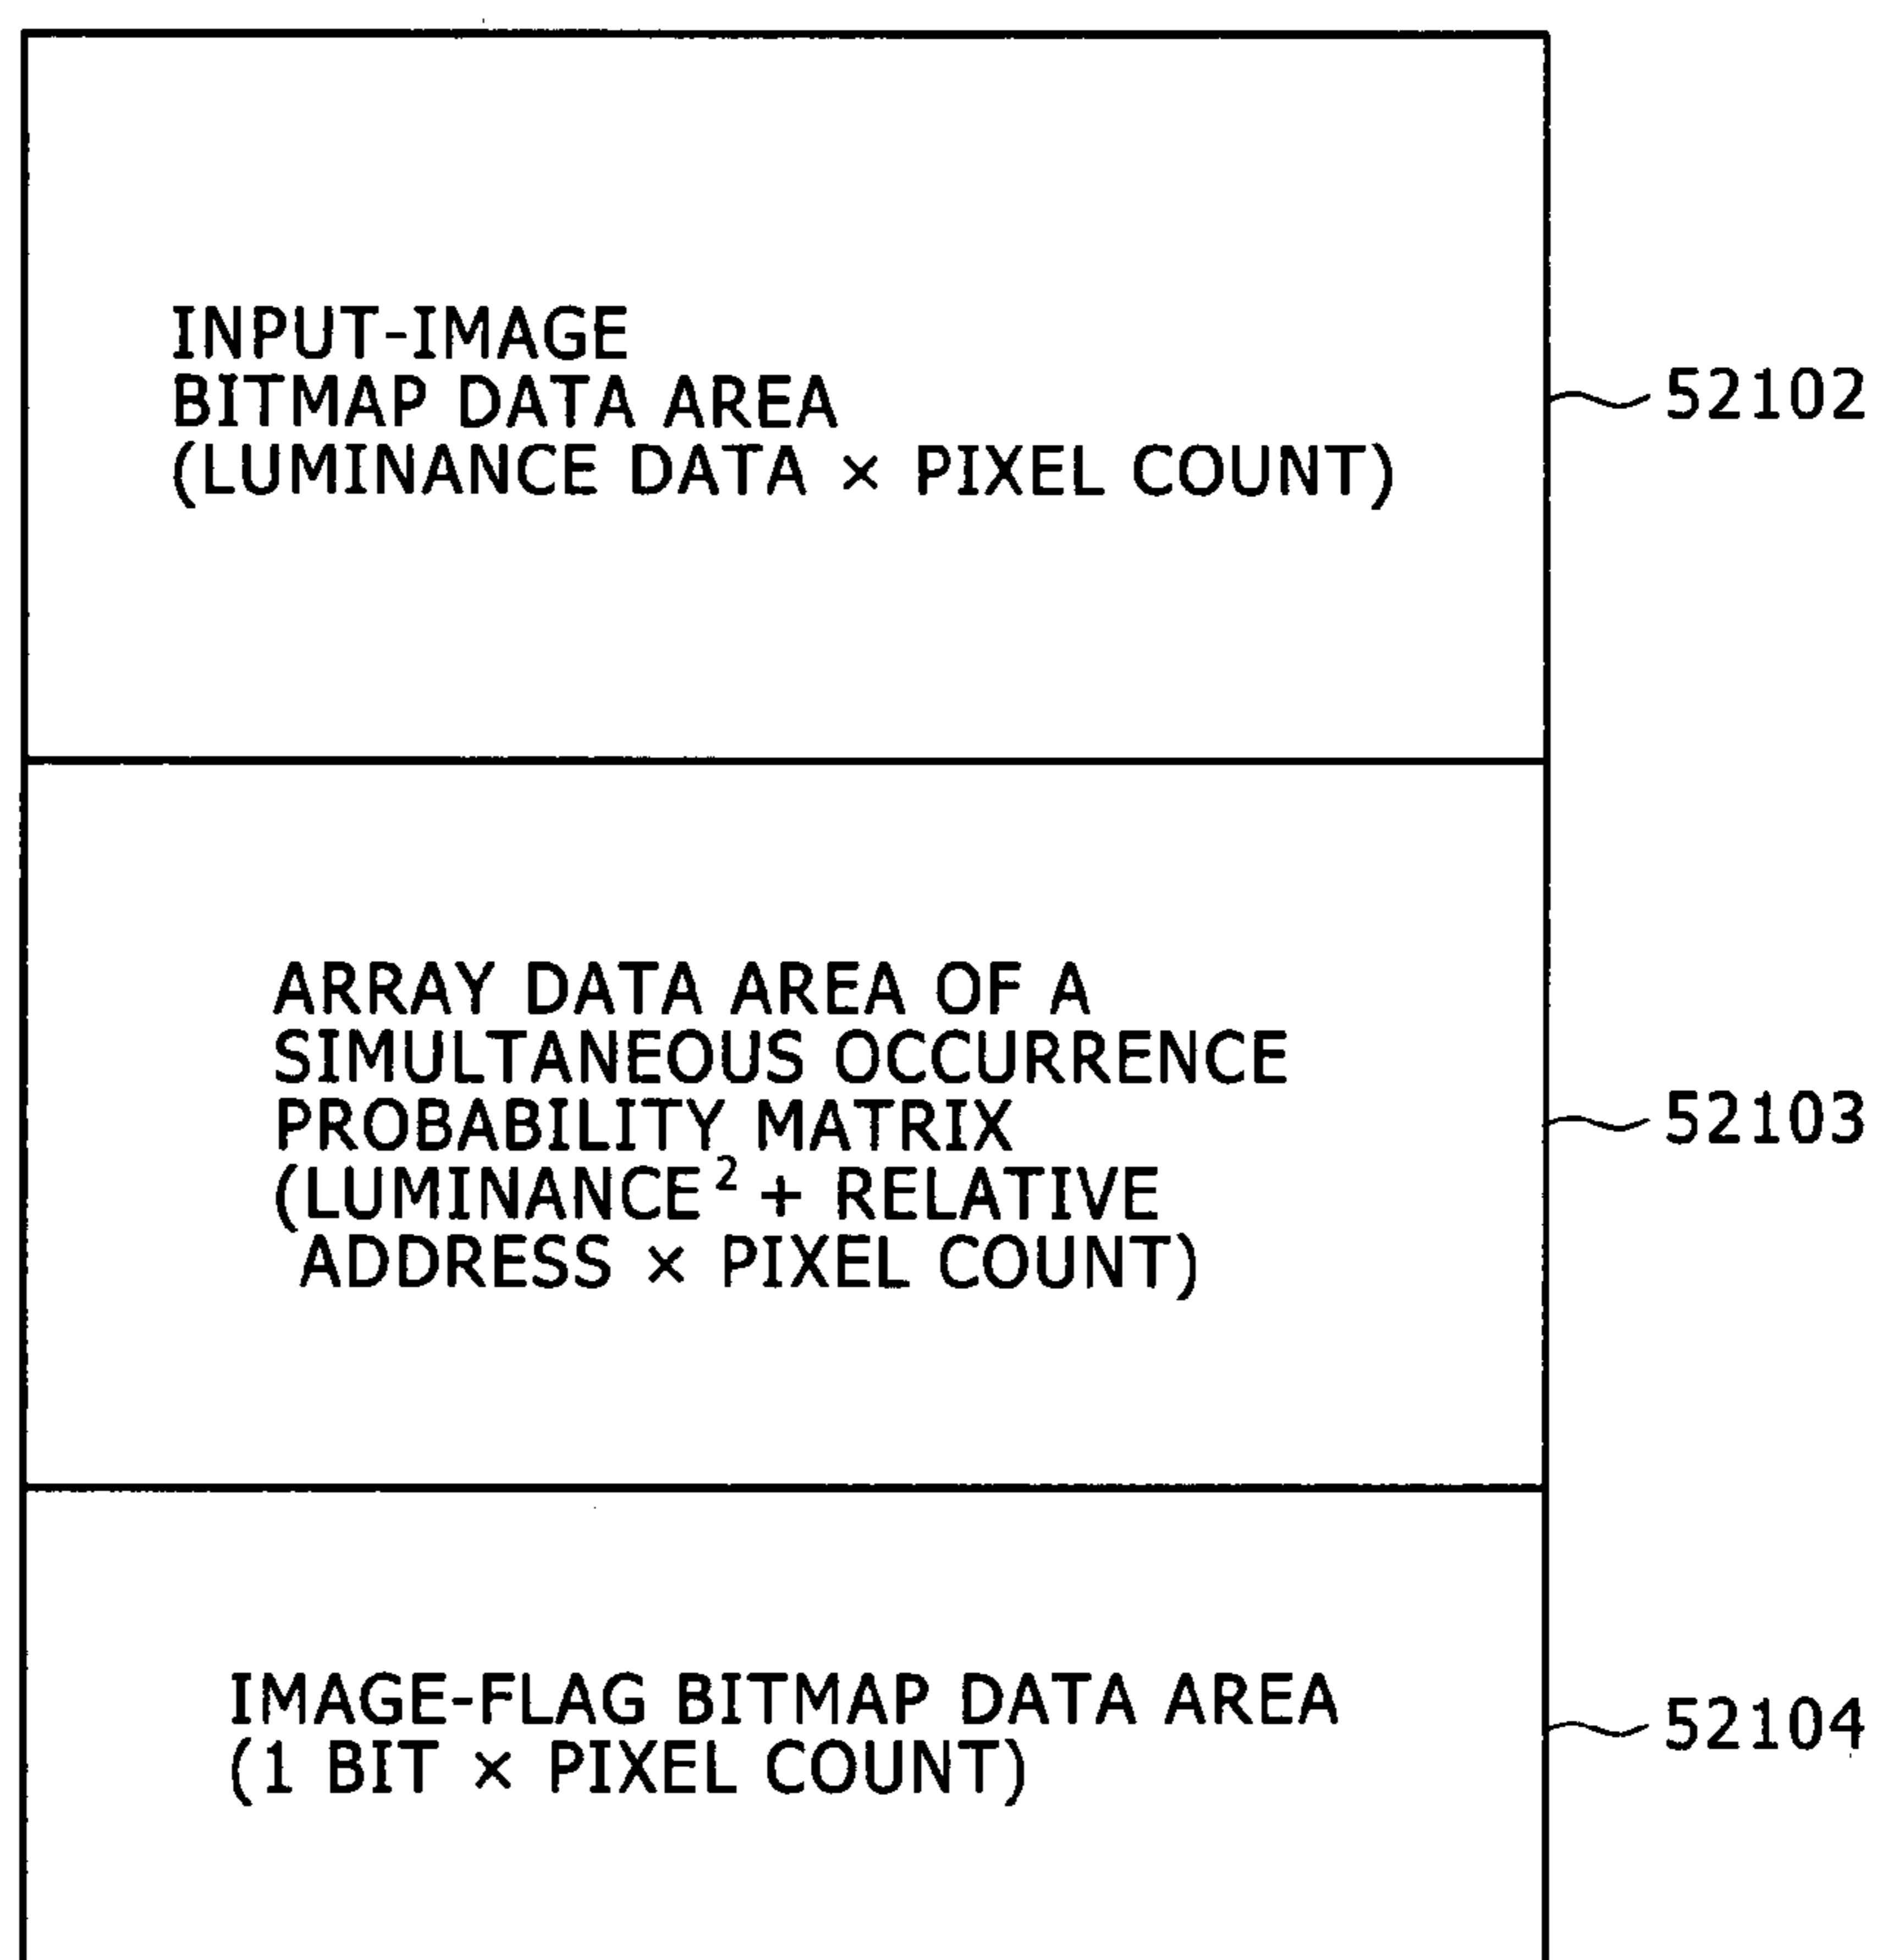 INPUT-IMAGE
BITMAP DATA AREA
(LUMINANCE DATA × PIXEL COUNT)
52102
ARRAY DATA AREA OF A
SIMULTANEOUS OCCURRENCE
PROBABILITY MATRIX
(LUMINANCE² + RELATIVE
ADDRESS × PIXEL COUNT)
52103
IMAGE-FLAG BITMAP DATA AREA
(1 BIT × PIXEL COUNT)
52104